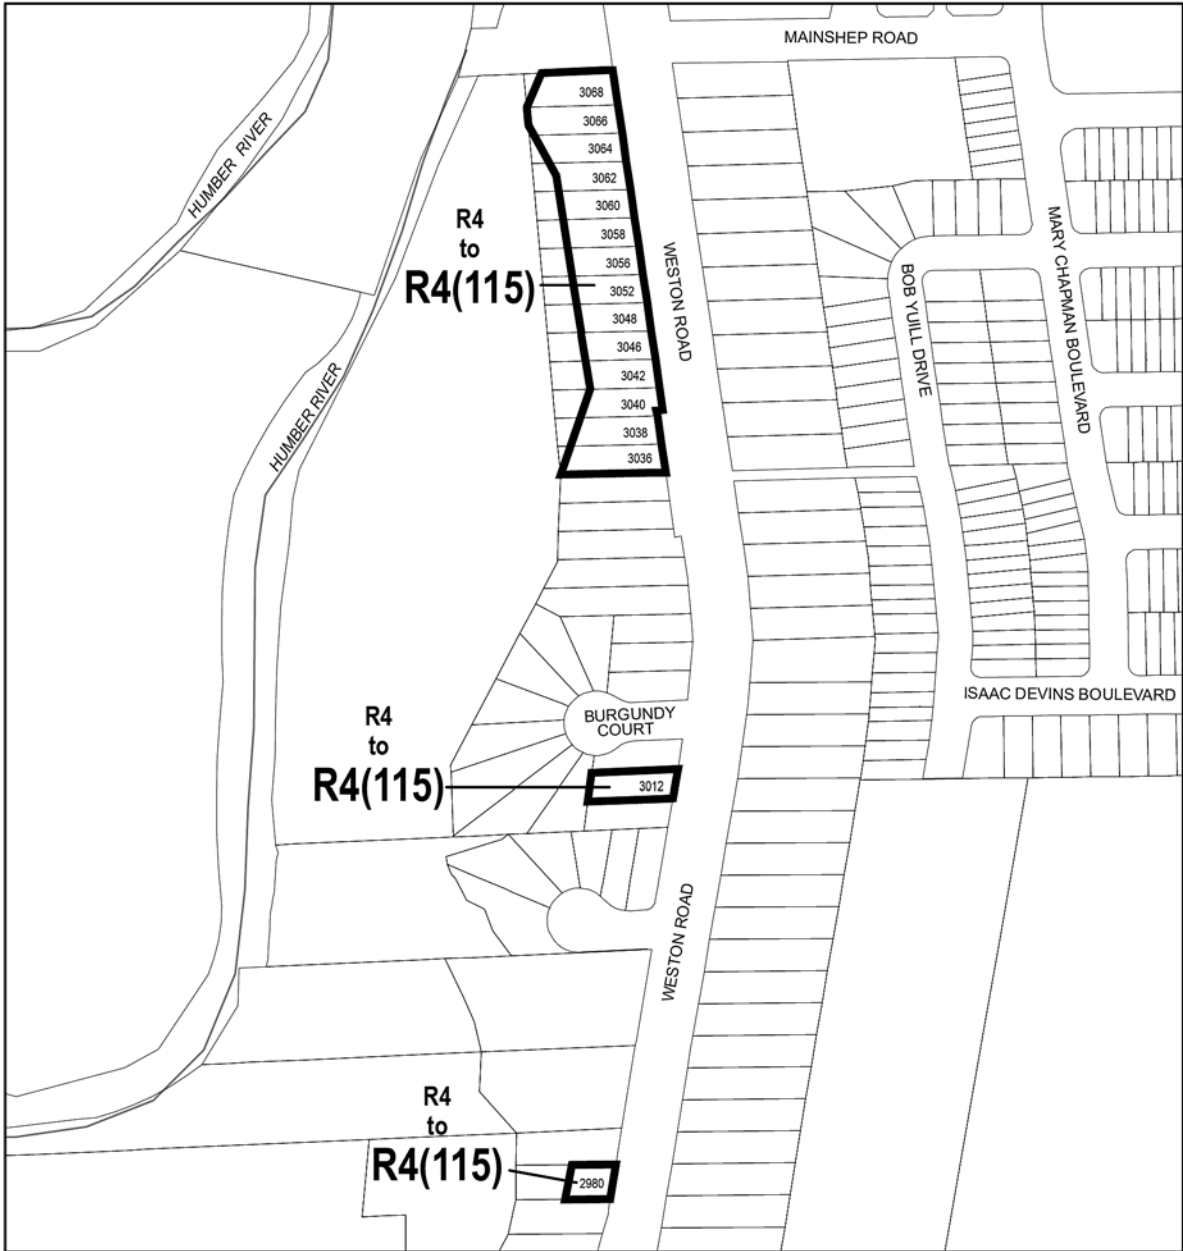 MAINSHEP ROAD
HUMBER RIVER
3068
3066
3064
3062
3060
3058
3056
3052
3048
3046
3042
3040
3038
3036
R4
to
R4(115)
WESTON ROAD
MARY CHAPMAN BOULEVARD
BOB YUILL DRIVE
HUMBER RIVER
ISAAC DEVINS BOULEVARD
BURGUNDY
COURT
R4
to
R4(115)
3012
WESTON ROAD
R4
to
R4(115)
2980